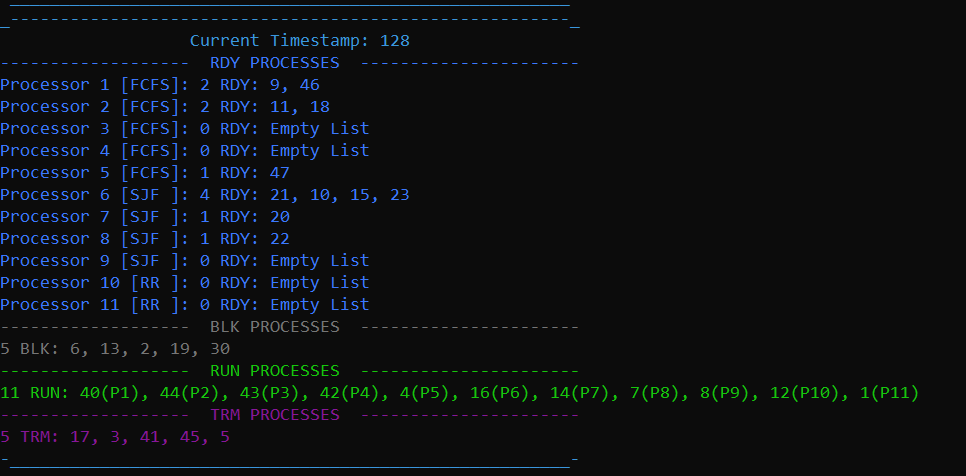 Current Timestamp: 128
------------------- RDY PROCESSES ----------------------
Processor 1 [FCFS]: 2 RDY: 9, 46
Processor 2 [FCFS]: 2 RDY: 11, 18
Processor 3 [FCFS]: 0 RDY: Empty List
Processor 4 [FCFS]: 0 RDY: Empty List
Processor 5 [FCFS]: 1 RDY: 47
Processor 6 [SJF ]: 4 RDY: 21, 10, 15, 23
Processor 7 [SJF ]: 1 RDY: 20
Processor 8 [SJF ]: 1 RDY: 22
Processor 9 [SJF ]: 0 RDY: Empty List
Processor 10 [RR ]: 0 RDY: Empty List
Processor 11 [RR ]: 0 RDY: Empty List
------------------- BLK PROCESSES ----------------------
5 BLK: 6, 13, 2, 19, 30
------------------- RUN PROCESSES ----------------------
11 RUN: 40(P1), 44(P2), 43(P3), 42(P4), 4(P5), 16(P6), 14(P7), 7(P8), 8(P9), 12(P10), 1(P11)
------------------- TRM PROCESSES ----------------------
5 TRM: 17, 3, 41, 45, 5